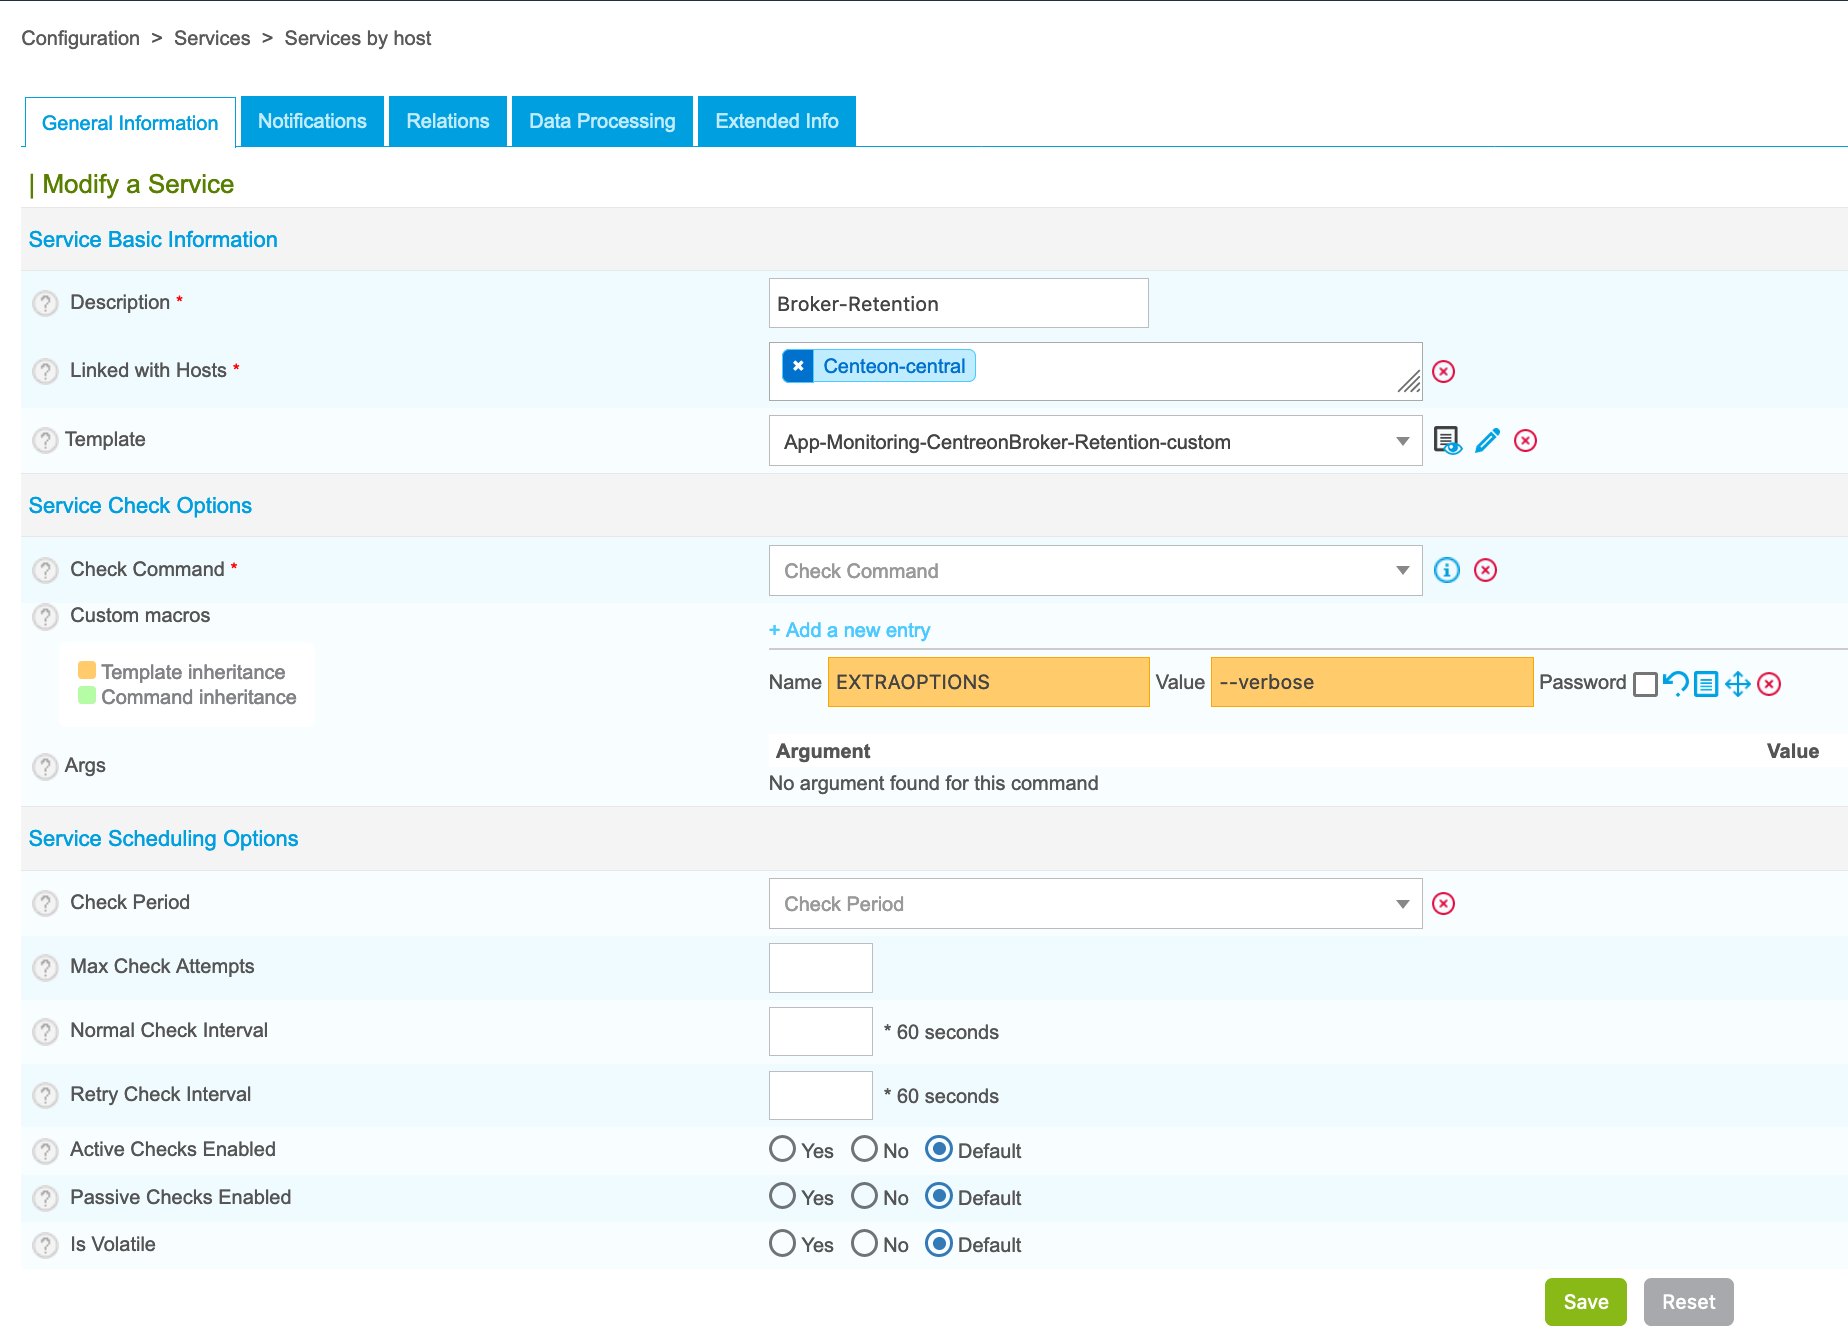 Configuration > Services > Services by host
General Information Notifications Relations Data Processing Extended Info
| Modify a Service
Service Basic Information
? Description * Broker-Retention
? Linked with Hosts * Centeon-central
? Template App-Monitoring-CentreonBroker-Retention-custom
Service Check Options
? Check Command * Check Command
? Custom macros
+ Add a new entry
Template inheritance
Command inheritance
Name EXTRAOPTIONS Value --verbose Password
? Args
Argument Value
No argument found for this command
Service Scheduling Options
? Check Period Check Period
? Max Check Attempts
? Normal Check Interval * 60 seconds
? Retry Check Interval * 60 seconds
? Active Checks Enabled Yes No Default
? Passive Checks Enabled Yes No Default
? Is Volatile Yes No Default
Save Reset